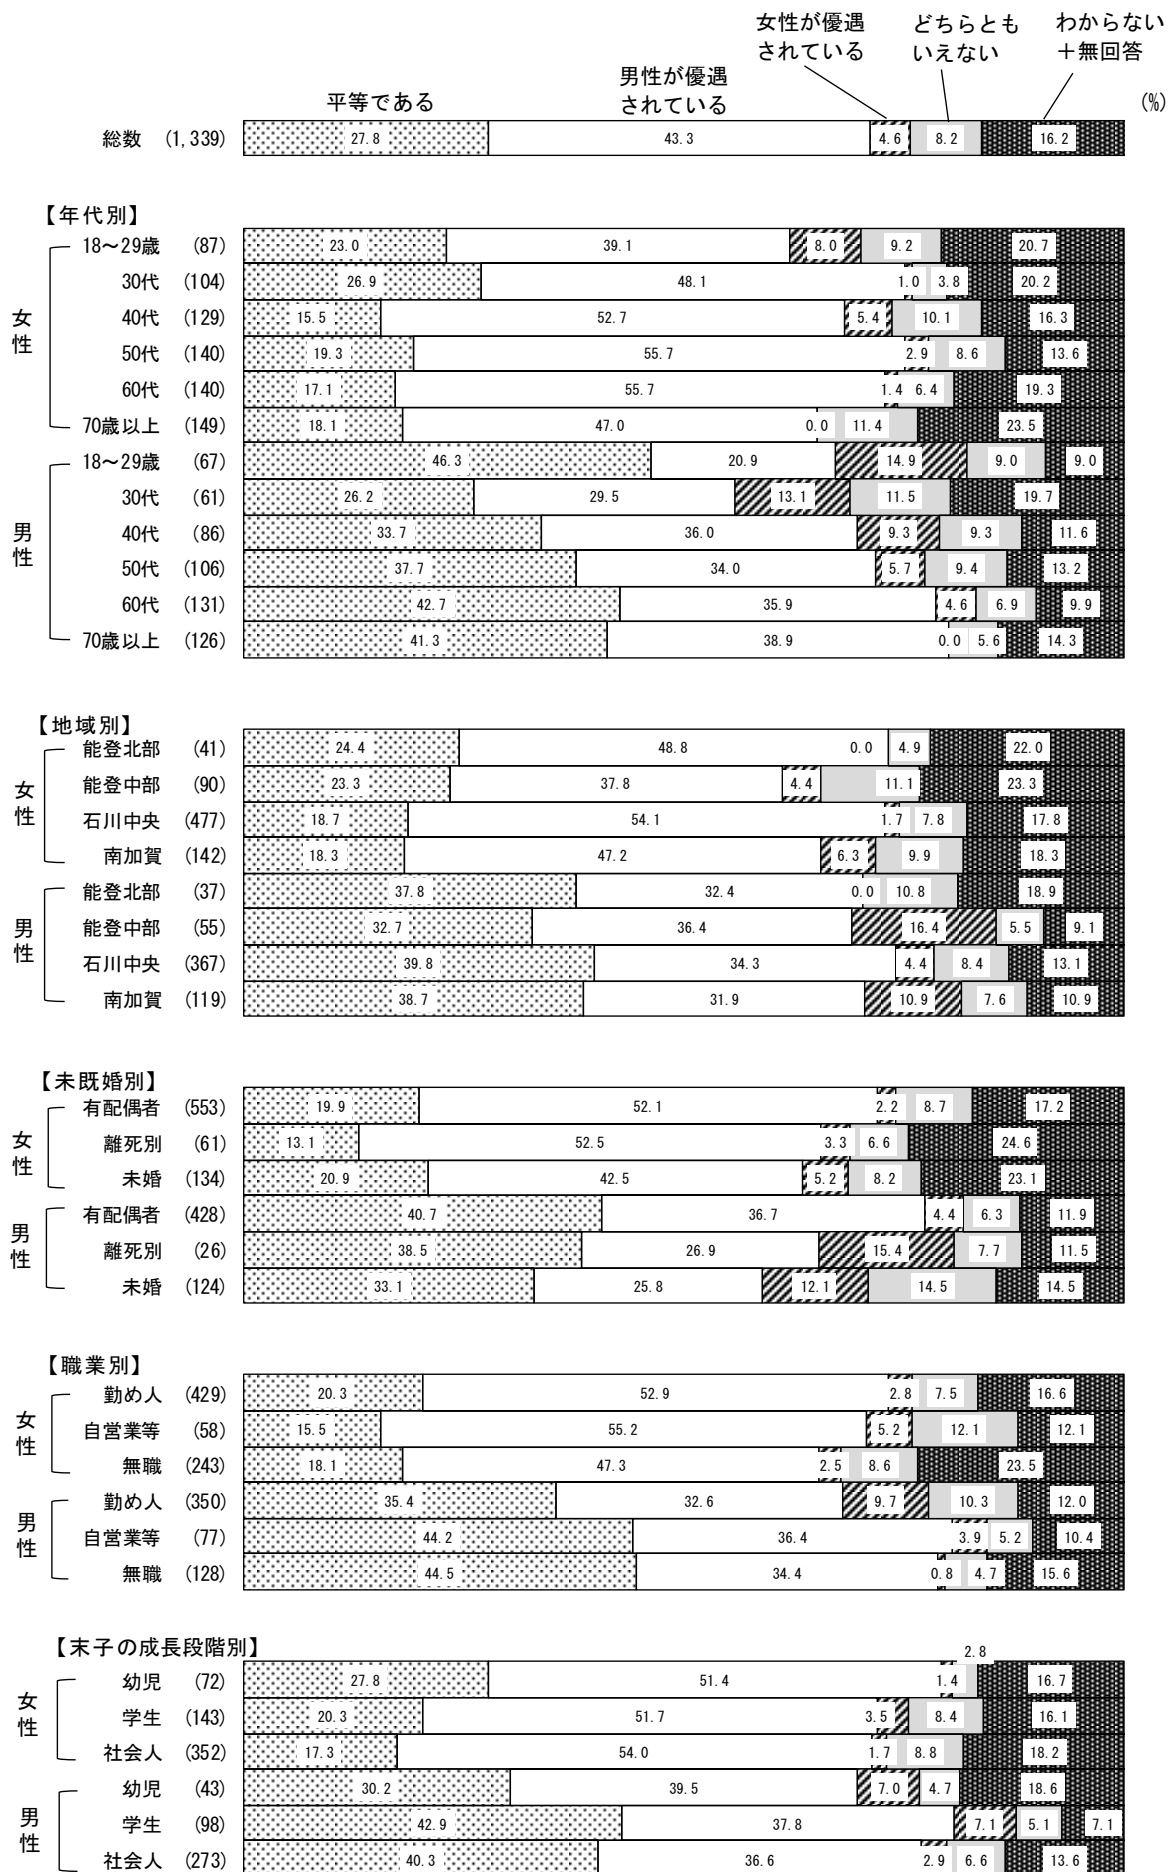 女性が優遇
されている
どちらとも
いえない
わからない
＋無回答
男性が優遇
されている
平等である
(%)
総数 (1,339) 27.8 43.3 4.6 8.2 16.2
【年代別】
女性
18～29歳 (87) 23.0 39.1 8.0 9.2 20.7
30代 (104) 26.9 48.1 1.0 3.8 20.2
40代 (129) 15.5 52.7 5.4 10.1 16.3
50代 (140) 19.3 55.7 2.9 8.6 13.6
60代 (140) 17.1 55.7 1.4 6.4 19.3
70歳以上 (149) 18.1 47.0 0.0 11.4 23.5
男性
18～29歳 (67) 46.3 20.9 14.9 9.0 9.0
30代 (61) 26.2 29.5 13.1 11.5 19.7
40代 (86) 33.7 36.0 9.3 9.3 11.6
50代 (106) 37.7 34.0 5.7 9.4 13.2
60代 (131) 42.7 35.9 4.6 6.9 9.9
70歳以上 (126) 41.3 38.9 0.0 5.6 14.3
【地域別】
女性
能登北部 (41) 24.4 48.8 0.0 4.9 22.0
能登中部 (90) 23.3 37.8 4.4 11.1 23.3
石川中央 (477) 18.7 54.1 1.7 7.8 17.8
南加賀 (142) 18.3 47.2 6.3 9.9 18.3
男性
能登北部 (37) 37.8 32.4 0.0 10.8 18.9
能登中部 (55) 32.7 36.4 16.4 5.5 9.1
石川中央 (367) 39.8 34.3 4.4 8.4 13.1
南加賀 (119) 38.7 31.9 10.9 7.6 10.9
【未既婚別】
女性
有配偶者 (553) 19.9 52.1 2.2 8.7 17.2
離死別 (61) 13.1 52.5 3.3 6.6 24.6
未婚 (134) 20.9 42.5 5.2 8.2 23.1
男性
有配偶者 (428) 40.7 36.7 4.4 6.3 11.9
離死別 (26) 38.5 26.9 15.4 7.7 11.5
未婚 (124) 33.1 25.8 12.1 14.5 14.5
【職業別】
女性
勤め人 (429) 20.3 52.9 2.8 7.5 16.6
自営業等 (58) 15.5 55.2 5.2 12.1 12.1
無職 (243) 18.1 47.3 2.5 8.6 23.5
男性
勤め人 (350) 35.4 32.6 9.7 10.3 12.0
自営業等 (77) 44.2 36.4 3.9 5.2 10.4
無職 (128) 44.5 34.4 0.8 4.7 15.6
【末子の成長段階別】
女性
幼児 (72) 27.8 51.4 1.4 2.8 16.7
学生 (143) 20.3 51.7 3.5 8.4 16.1
社会人 (352) 17.3 54.0 1.7 8.8 18.2
男性
幼児 (43) 30.2 39.5 7.0 4.7 18.6
学生 (98) 42.9 37.8 7.1 5.1 7.1
社会人 (273) 40.3 36.6 2.9 6.6 13.6